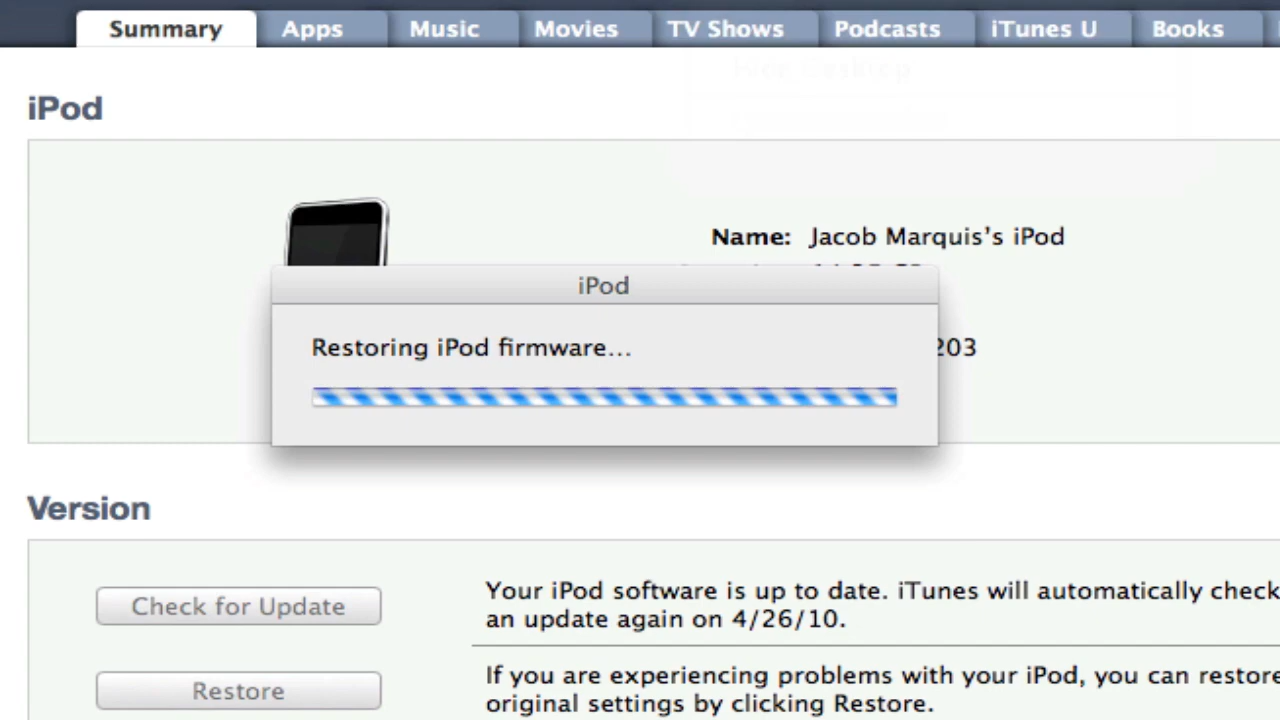 Summary Apps Music Movies TV Shows Podcasts iTunes U Books
iPod
Name: Jacob Marquis's iPod
iPod
Restoring iPod firmware...
203
Version
Check for Update
Your iPod software is up to date. iTunes will automatically check
an update again on 4/26/10.
Restore
If you are experiencing problems with your iPod, you can restore
original settings by clicking Restore.